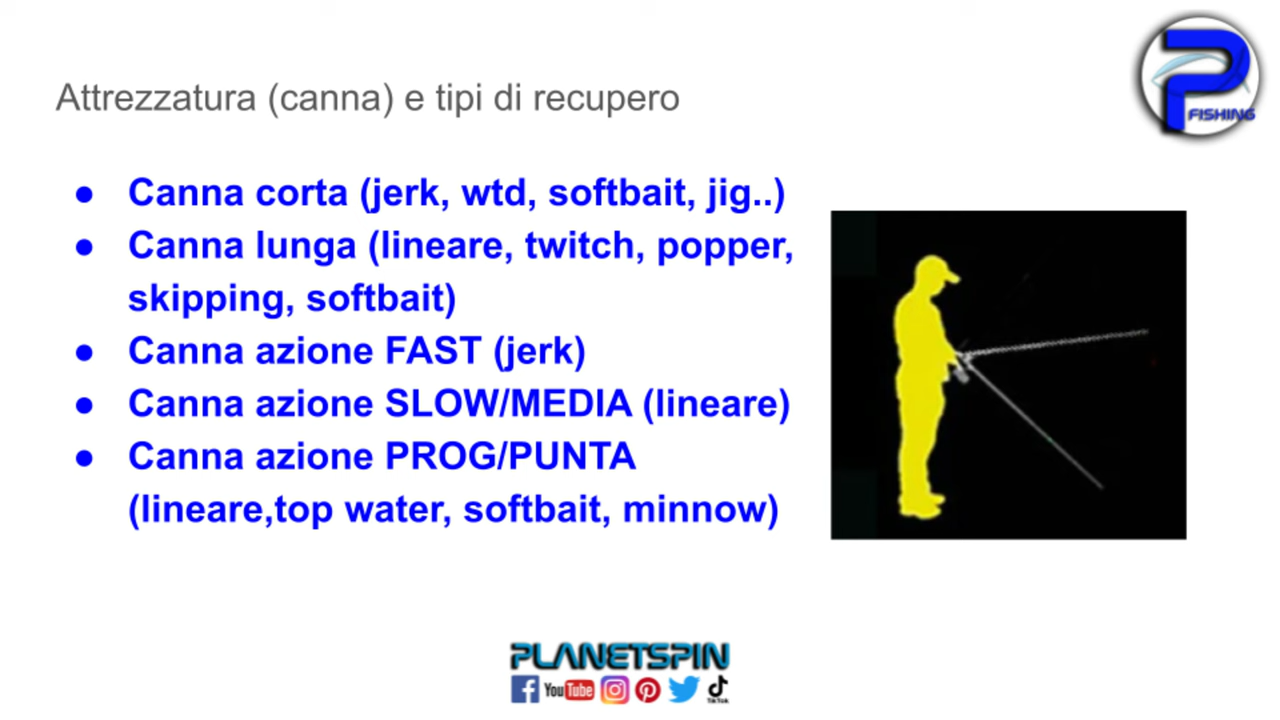 Attrezzatura (canna) e tipi di recupero
P
FISHING
● Canna corta (jerk, wtd, softbait, jig..)
● Canna lunga (lineare, twitch, popper,
skipping, softbait)
● Canna azione FAST (jerk)
● Canna azione SLOW/MEDIA (lineare)
● Canna azione PROG/PUNTA
(lineare,top water, softbait, minnow)
PLANETSPIN
f YouTube TikTok